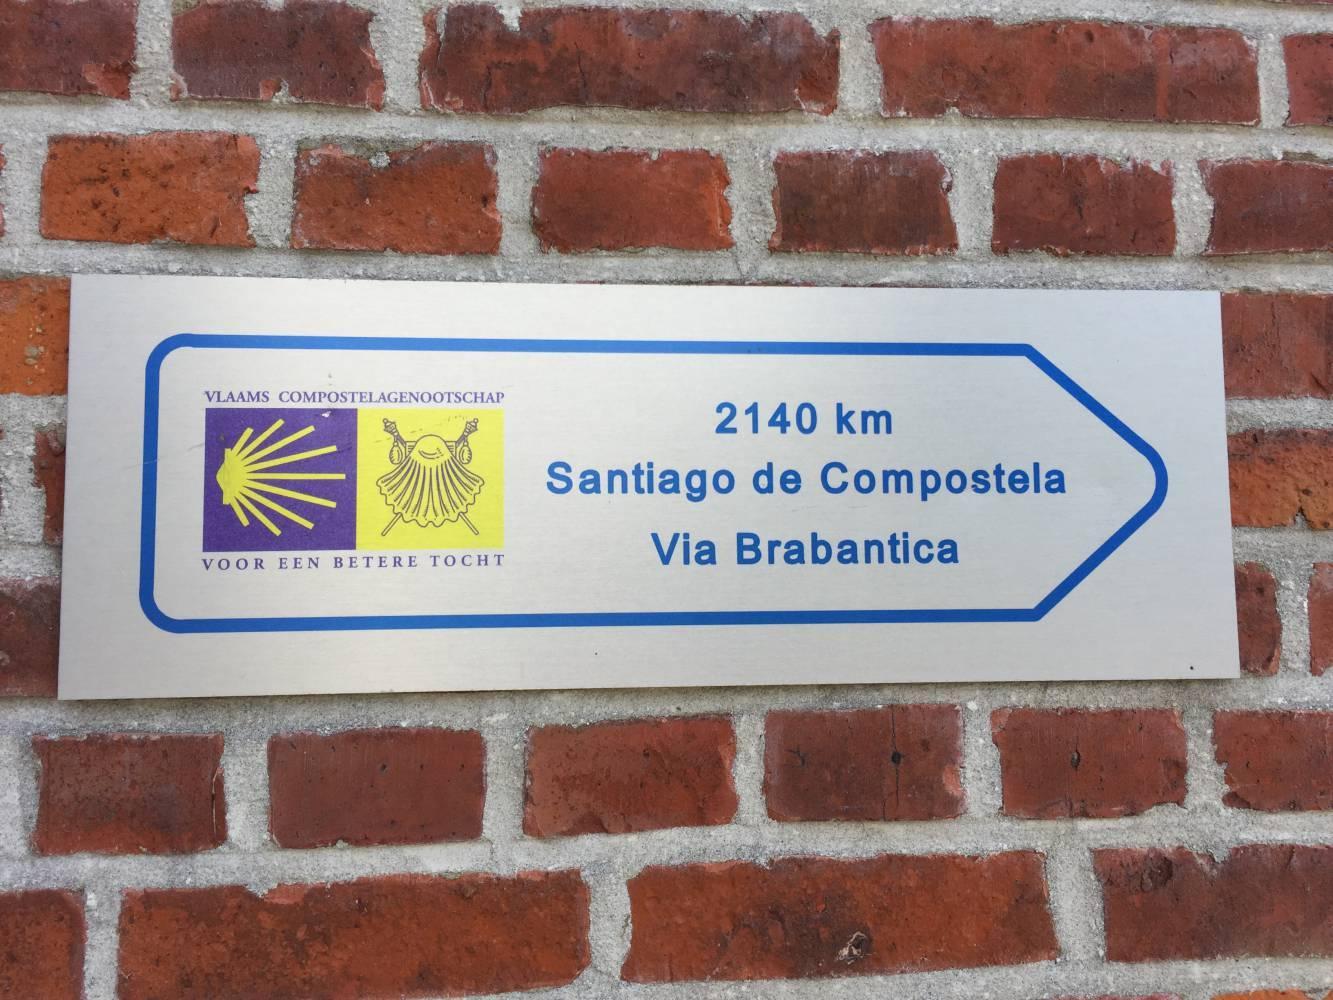 VLAAMS COMPOSTELAGENOOTSCHAP
VOOR EEN BETERE TOCHT
2140 km
Santiago de Compostela
Via Brabantica